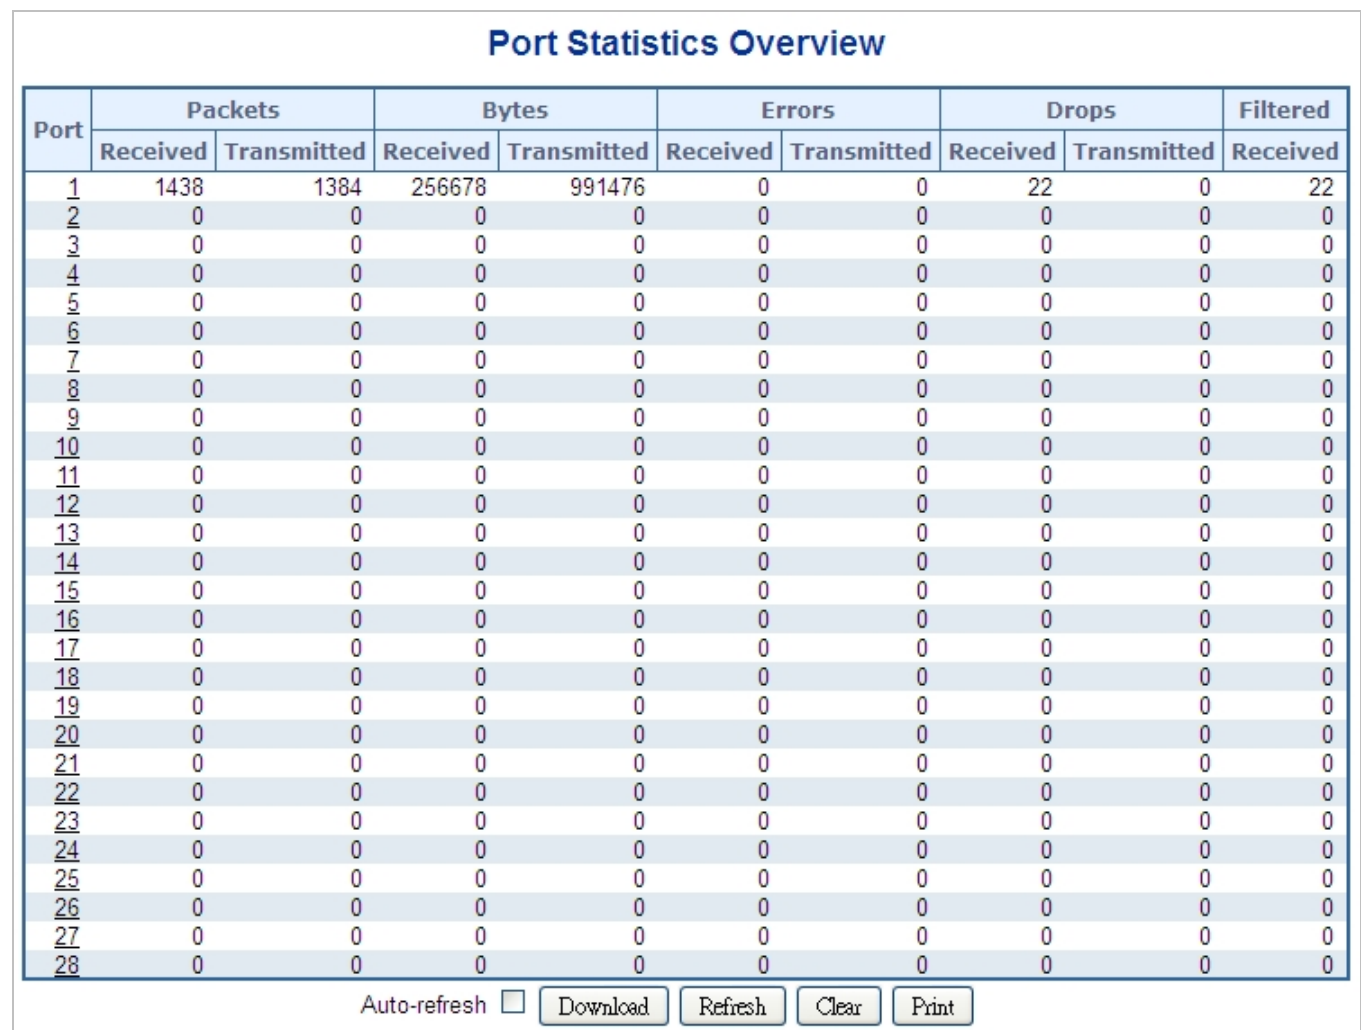 Port Statistics Overview
Port Packets Bytes Errors Drops Filtered
Received Transmitted Received Transmitted Received Transmitted Received Transmitted Received
1 1438 1384 256678 991476 0 0 22 0 22
2 0 0 0 0 0 0 0 0 0
3 0 0 0 0 0 0 0 0 0
4 0 0 0 0 0 0 0 0 0
5 0 0 0 0 0 0 0 0 0
6 0 0 0 0 0 0 0 0 0
7 0 0 0 0 0 0 0 0 0
8 0 0 0 0 0 0 0 0 0
9 0 0 0 0 0 0 0 0 0
10 0 0 0 0 0 0 0 0 0
11 0 0 0 0 0 0 0 0 0
12 0 0 0 0 0 0 0 0 0
13 0 0 0 0 0 0 0 0 0
14 0 0 0 0 0 0 0 0 0
15 0 0 0 0 0 0 0 0 0
16 0 0 0 0 0 0 0 0 0
17 0 0 0 0 0 0 0 0 0
18 0 0 0 0 0 0 0 0 0
19 0 0 0 0 0 0 0 0 0
20 0 0 0 0 0 0 0 0 0
21 0 0 0 0 0 0 0 0 0
22 0 0 0 0 0 0 0 0 0
23 0 0 0 0 0 0 0 0 0
24 0 0 0 0 0 0 0 0 0
25 0 0 0 0 0 0 0 0 0
26 0 0 0 0 0 0 0 0 0
27 0 0 0 0 0 0 0 0 0
28 0 0 0 0 0 0 0 0 0
Auto-refresh Download Refresh Clear Print